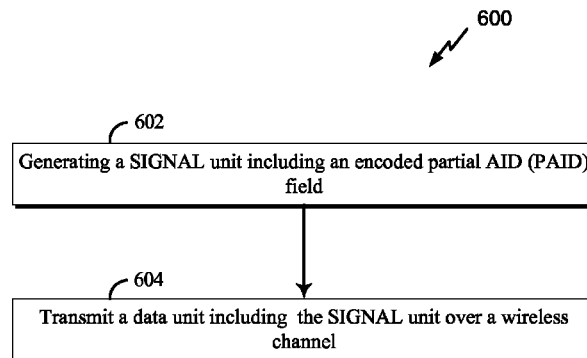 600
602
Generating a SIGNAL unit including an encoded partial AID (PAID)
field
604
Transmit a data unit including the SIGNAL unit over a wireless
channel